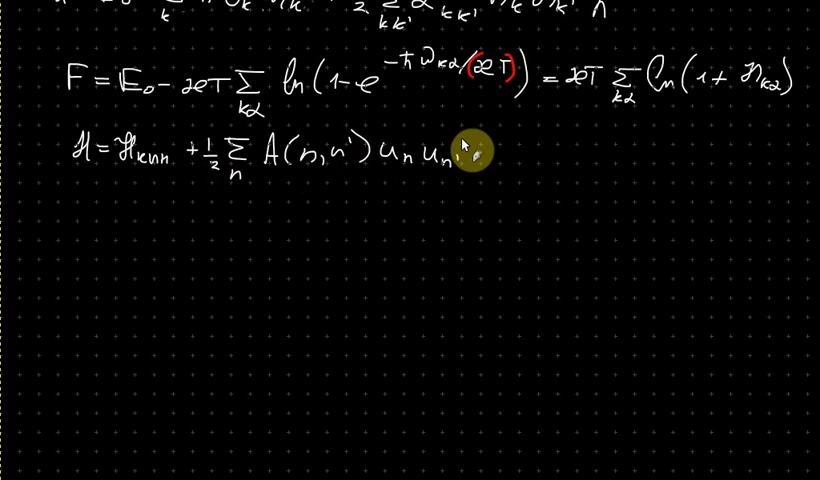 F = E₀ - æT Σ_{kα} ln(1 - e^{-ħω_{kα}/(æT)}) = æT Σ_{kα} ln(1 + n_{kα})
ℋ = ℋ_{кин} + 1/2 Σ_n A(n,n') u_n u_{n'}